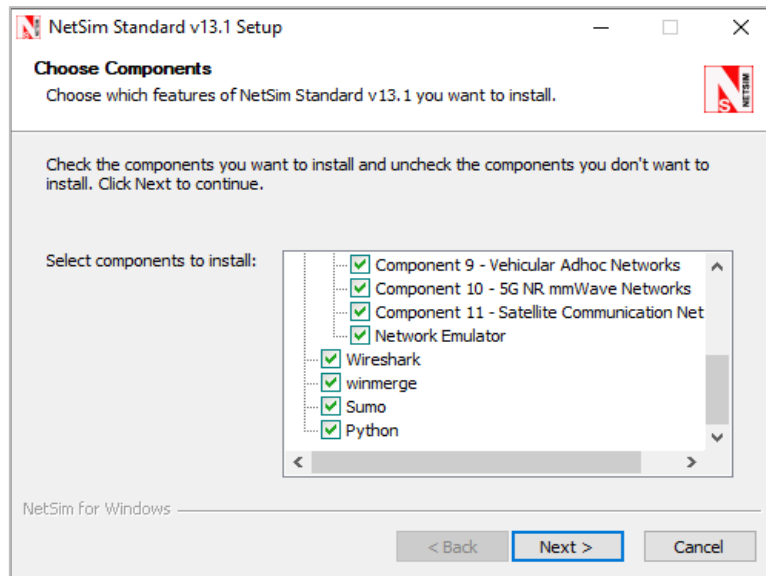 NetSim Standard v13.1 Setup
Choose Components
Choose which features of NetSim Standard v13.1 you want to install.
NS
NETSIM
Check the components you want to install and uncheck the components you don't want to
install. Click Next to continue.
Select components to install:
Component 9 - Vehicular Adhoc Networks
Component 10 - 5G NR mmWave Networks
Component 11 - Satellite Communication Net
Network Emulator
Wireshark
winmerge
Sumo
Python
NetSim for Windows
< Back
Next >
Cancel